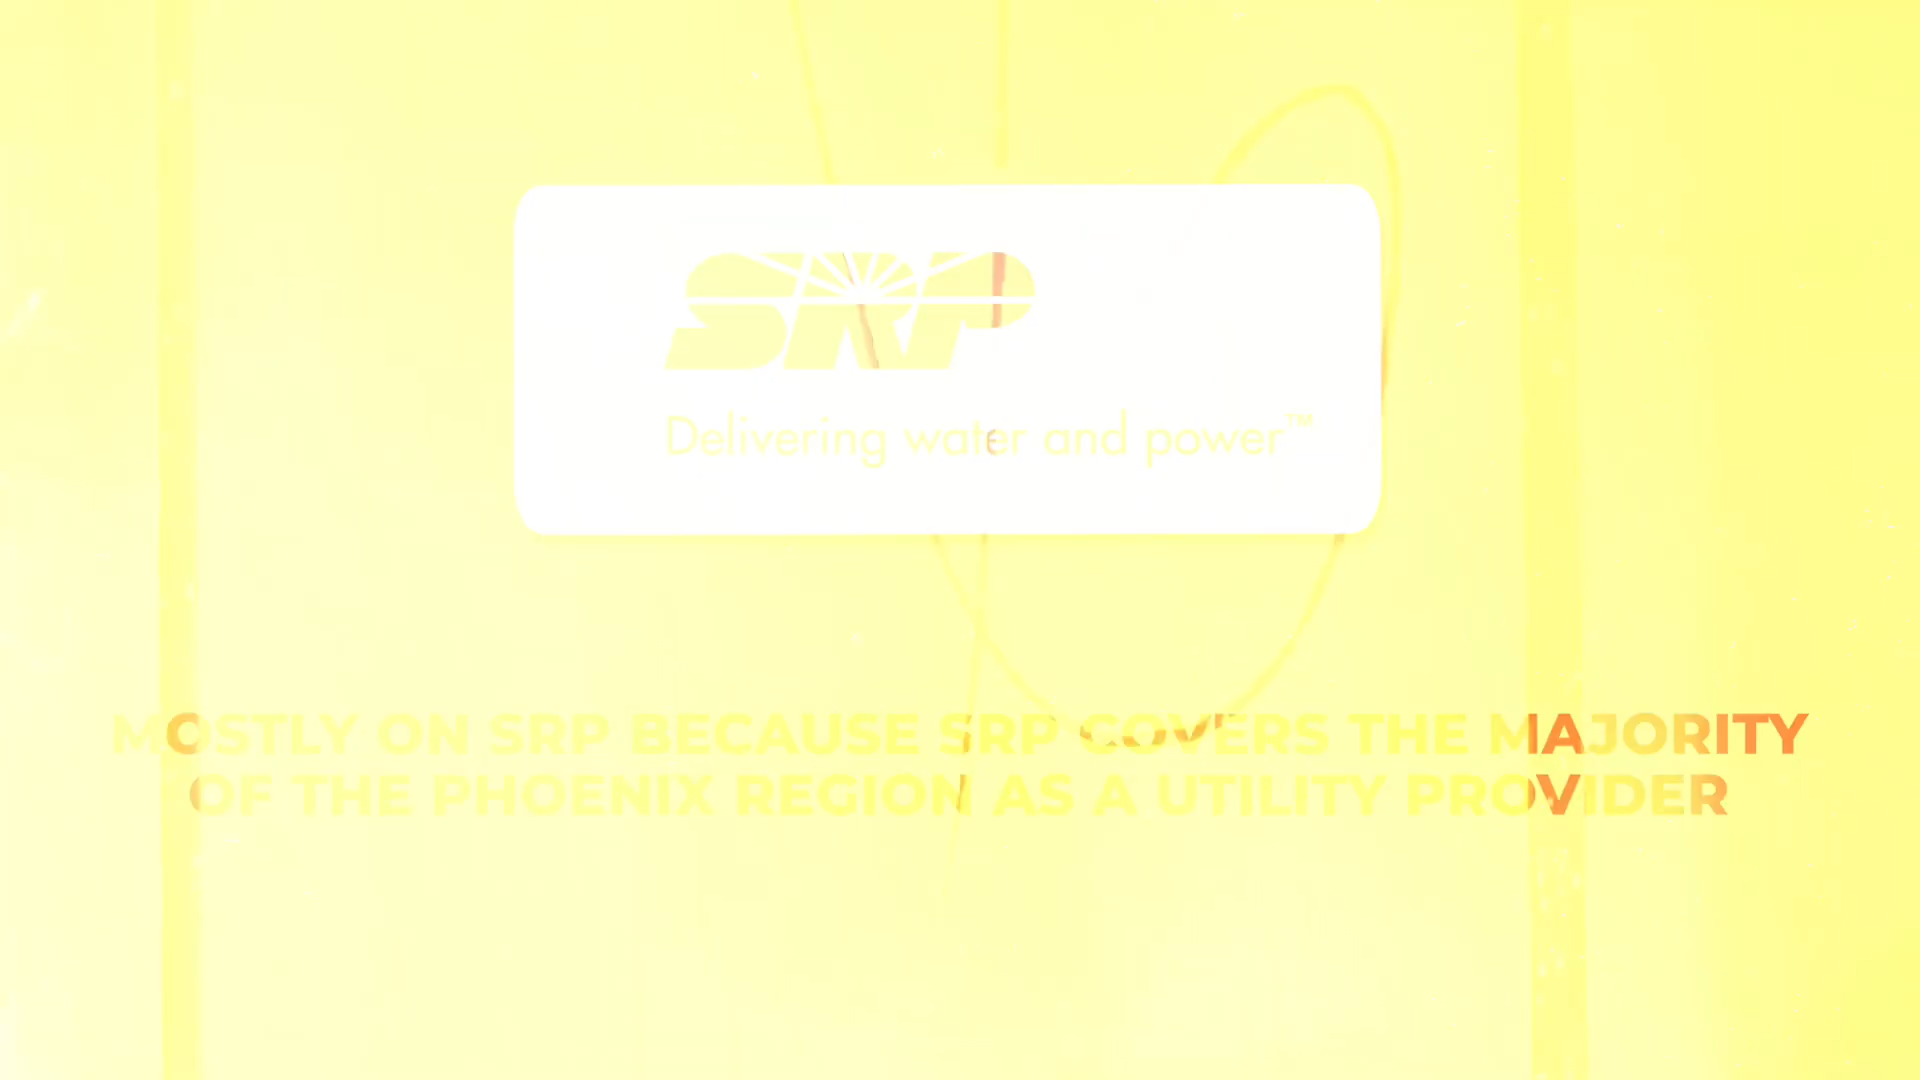 SRP
Delivering water and power™
MOSTLY ON SRP BECAUSE SRP COVERS THE MAJORITY
OF THE PHOENIX REGION AS A UTILITY PROVIDER